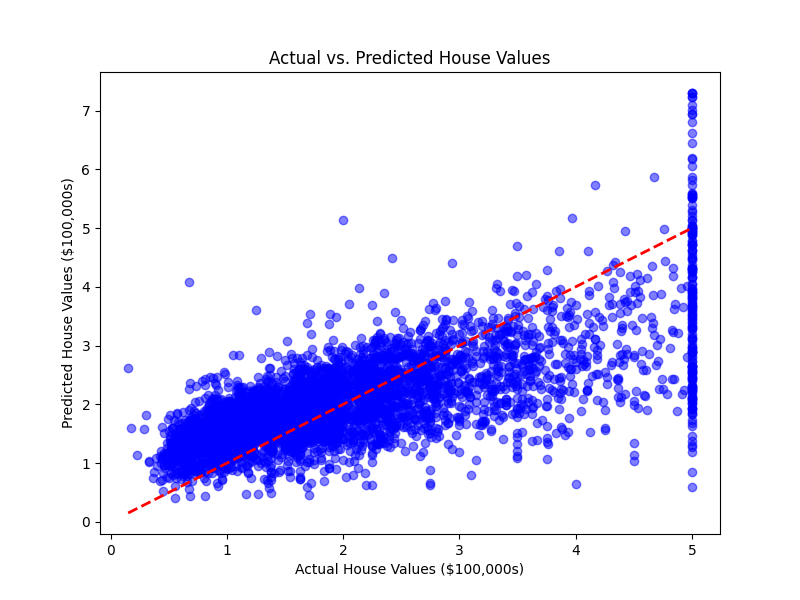 Actual vs. Predicted House Values
Predicted House Values ($100,000s)
7
6
5
4
3
2
1
0
0 1 2 3 4 5
Actual House Values ($100,000s)